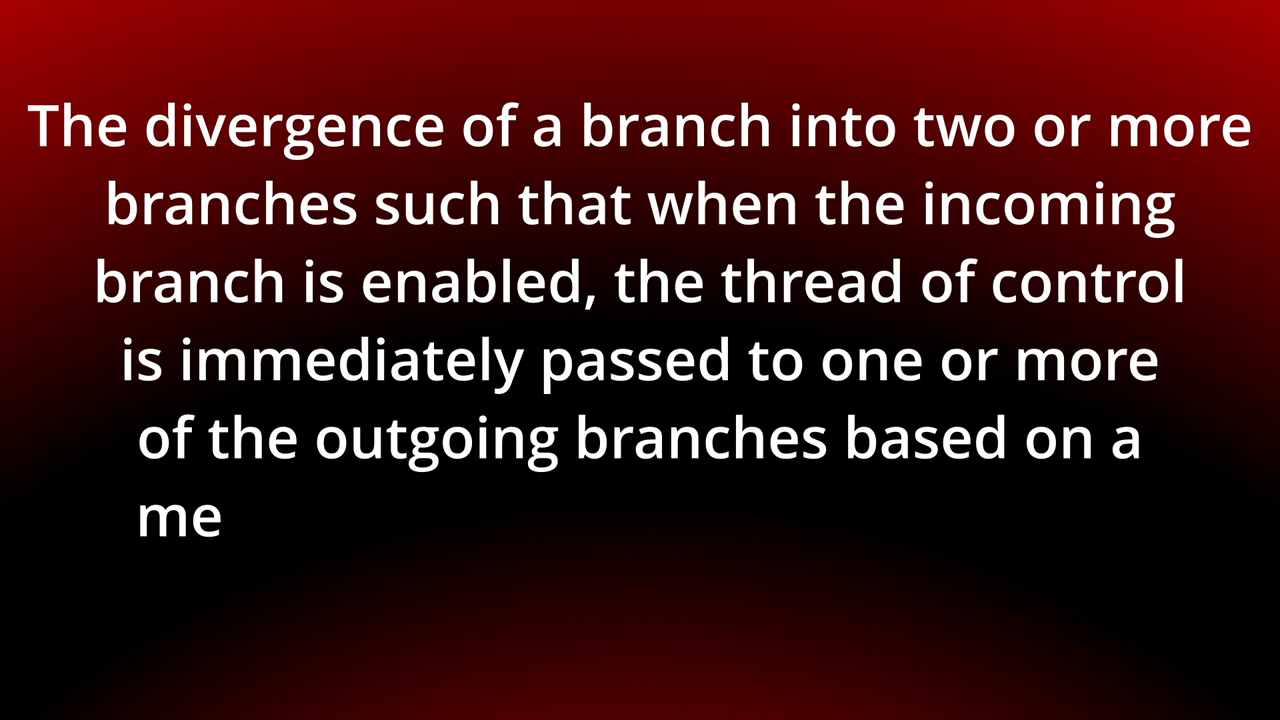 The divergence of a branch into two or more
branches such that when the incoming
branch is enabled, the thread of control
is immediately passed to one or more
of the outgoing branches based on a
me